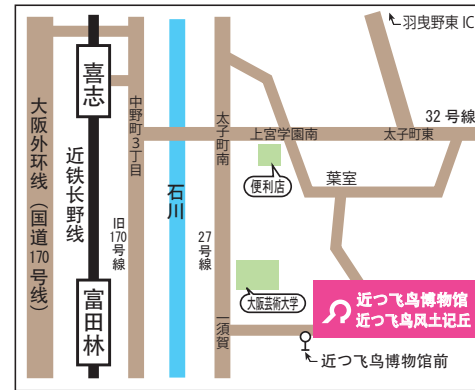 羽曳野東IC
喜志
大阪外环线（国道170号线）
近铁长野线
中野町3丁目
旧170号線
石川
太子町南
27号線
上宮学園南
32号線
太子町東
便利店
葉室
大阪芸術大学
富田林
一須賀
近つ飞鸟博物馆
近つ飞鸟风土记丘
近つ飞鸟博物馆前